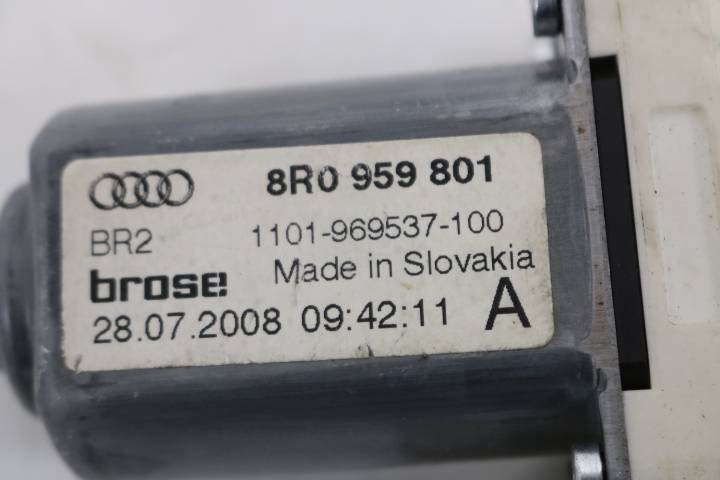 8R0 959 801
BR2 1101-969537-100
brose Made in Slovakia
28.07.2008 09:42:11 A